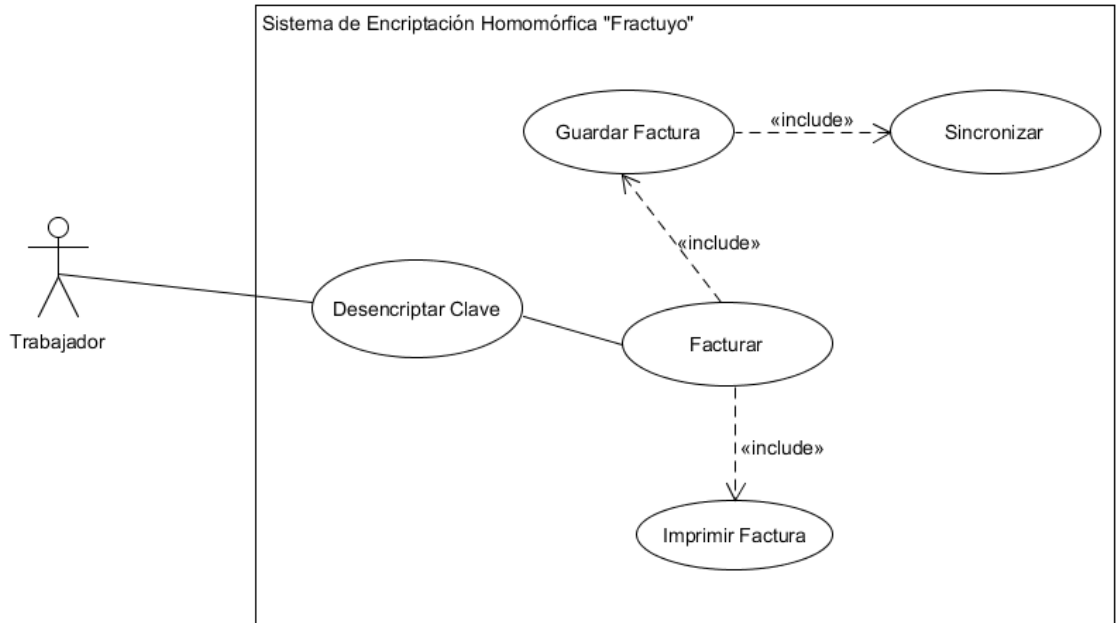 Sistema de Encriptación Homomórfica "Fractuyo"
Guardar Factura
«include»
Sincronizar
«include»
Trabajador
Desencriptar Clave
Facturar
«include»
Imprimir Factura